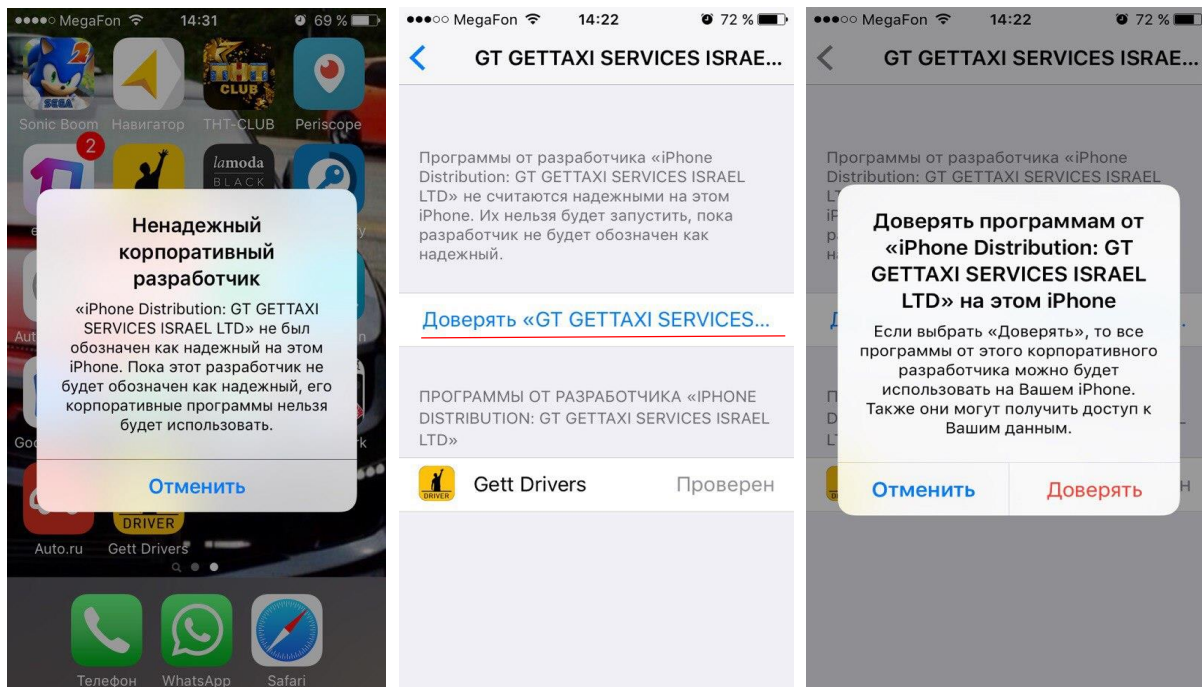 MegaFon 14:31 69 %
SEGA
Sonic Boom Навигатор ТНТ-CLUB Periscope
ТНТ
CLUB
2
lamoda
BLACK
Ненадежный
корпоративный
разработчик
«iPhone Distribution: GT GETTAXI
SERVICES ISRAEL LTD» не был
обозначен как надежный на этом
iPhone. Пока этот разработчик не
будет обозначен как надежный, его
корпоративные программы нельзя
будет использовать.
Отменить
DRIVER
Auto.ru Gett Drivers
Телефон WhatsApp Safari
MegaFon 14:22 72 %
GT GETTAXI SERVICES ISRAE...
Программы от разработчика «iPhone
Distribution: GT GETTAXI SERVICES ISRAEL
LTD» не считаются надежными на этом
iPhone. Их нельзя будет запустить, пока
разработчик не будет обозначен как
надежный.
Доверять «GT GETTAXI SERVICES...
ПРОГРАММЫ ОТ РАЗРАБОТЧИКА «IPHONE
DISTRIBUTION: GT GETTAXI SERVICES ISRAEL
LTD»
DRIVER
Gett Drivers Проверен
MegaFon 14:22 72 %
GT GETTAXI SERVICES ISRAE...
Программы от разработчика «iPhone
Distribution: GT GETTAXI SERVICES ISRAEL
Доверять программам от
«iPhone Distribution: GT
GETTAXI SERVICES ISRAEL
LTD» на этом iPhone
Если выбрать «Доверять», то все
программы от этого корпоративного
разработчика можно будет
использовать на Вашем iPhone.
Также они могут получить доступ к
Вашим данным.
Отменить Доверять